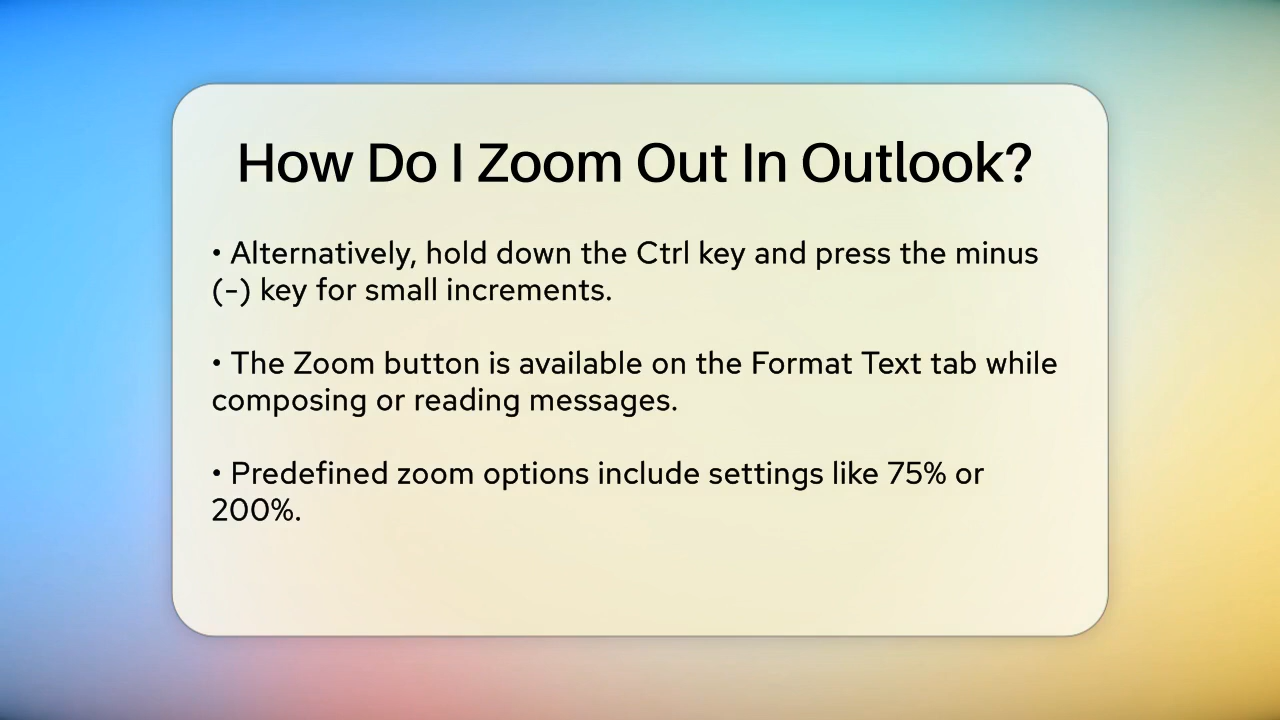 How Do I Zoom Out In Outlook?
• Alternatively, hold down the Ctrl key and press the minus
(-) key for small increments.
• The Zoom button is available on the Format Text tab while
composing or reading messages.
• Predefined zoom options include settings like 75% or
200%.